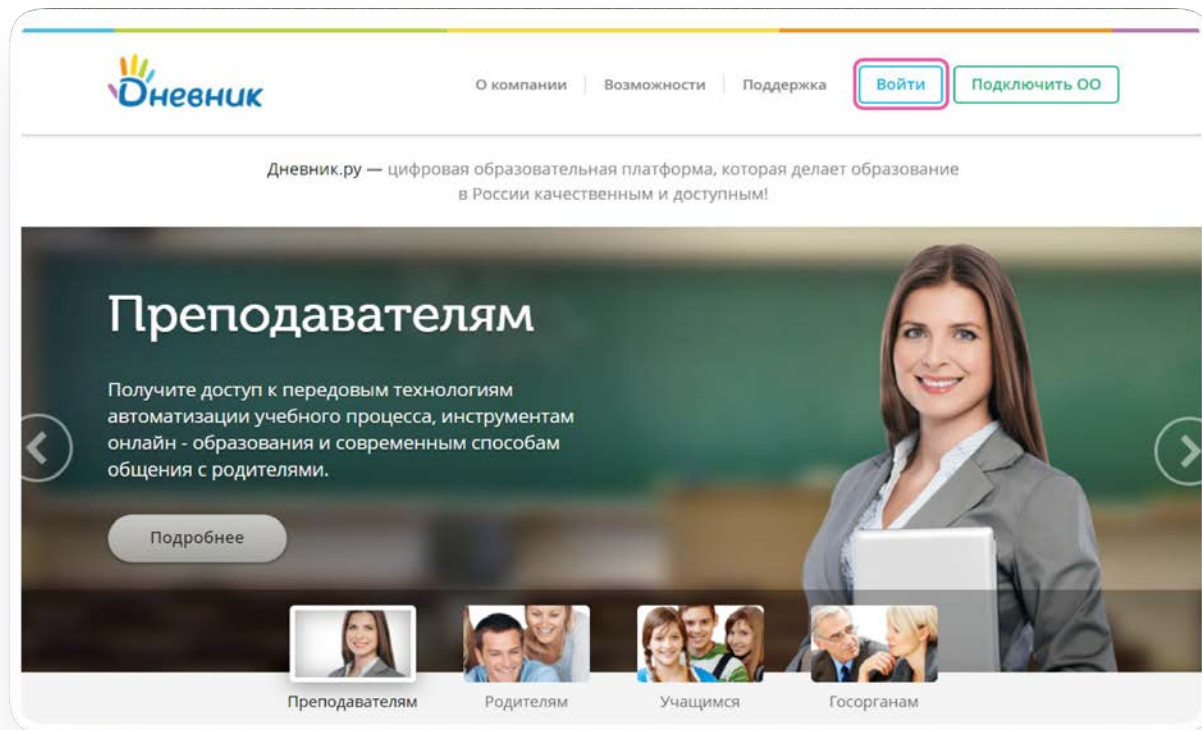 Дневник
О компании
Возможности
Поддержка
Войти
Подключить ОО
Дневник.ру — цифровая образовательная платформа, которая делает образование
в России качественным и доступным!
Преподавателям
Получите доступ к передовым технологиям
автоматизации учебного процесса, инструментам
онлайн - образования и современным способам
общения с родителями.
Подробнее
Преподавателям
Родителям
Учащимся
Госорганам